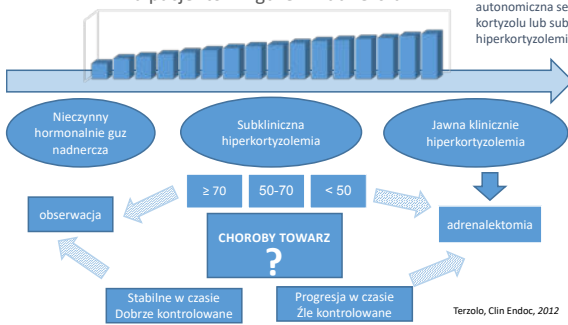 autonomiczna se
kortyzolu lub sub
hiperkortyzolemi
Nieczynny
hormonalnie guz
nadnercza
Subkliniczna
hiperkortyzolemia
Jawna klinicznie
hiperkortyzolemia
≥ 70
50-70
< 50
obserwacja
CHOROBY TOWARZ
?
adrenalektomia
Stabilne w czasie
Dobrze kontrolowane
Progresja w czasie
Źle kontrolowane
Terzolo, Clin Endoc, 2012